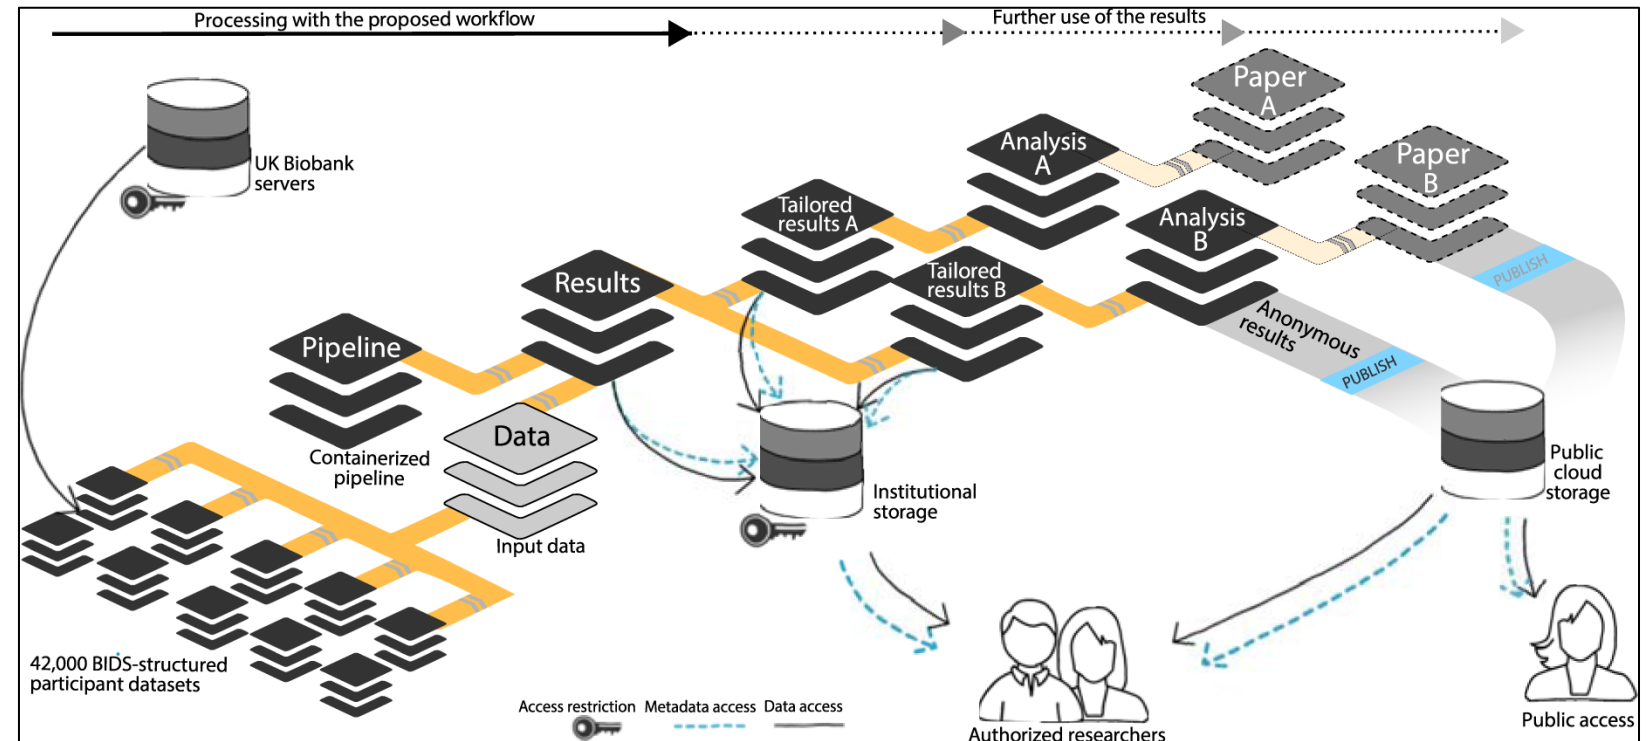 Processing with the proposed workflow
Further use of the results
Paper
A
Analysis
A
Paper
B
UK Biobank
servers
Tailored
results A
Analysis
B
Results
Tailored
results B
PUBLISH
Pipeline
Anonymous
results
PUBLISH
Data
Containerized
pipeline
Public
cloud
storage
Institutional
storage
Input data
42,000 BIDS-structured
participant datasets
Access restriction
Metadata access
Data access
Authorized researchers
Public access